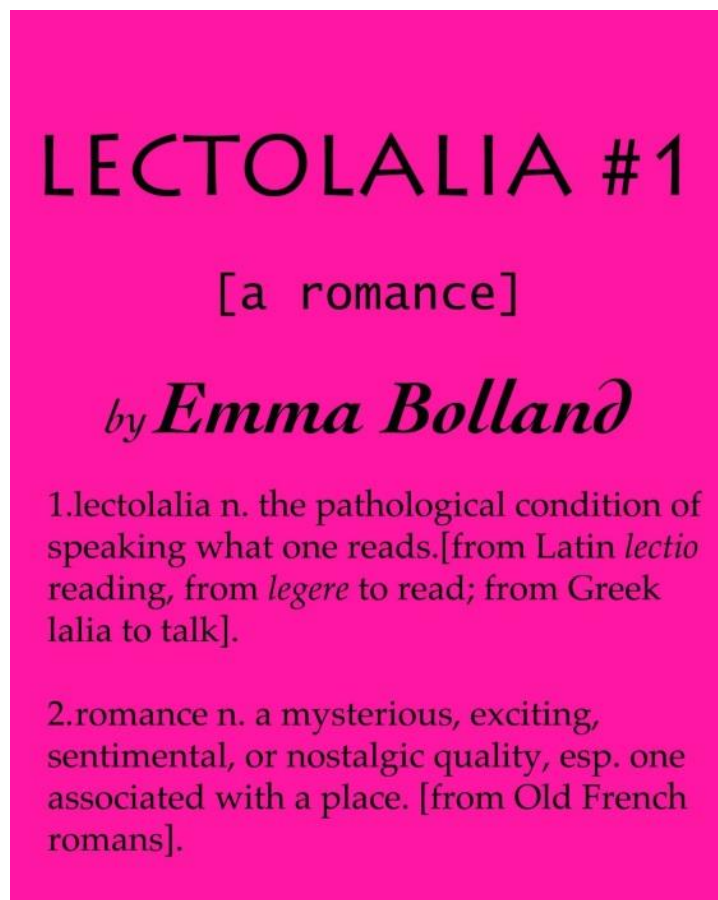 LECTOLALIA #1
[a romance]
by Emma Bolland
1.lectolalia n. the pathological condition of
speaking what one reads.[from Latin lectio
reading, from legere to read; from Greek
lalia to talk].
2.romance n. a mysterious, exciting,
sentimental, or nostalgic quality, esp. one
associated with a place. [from Old French
romans].